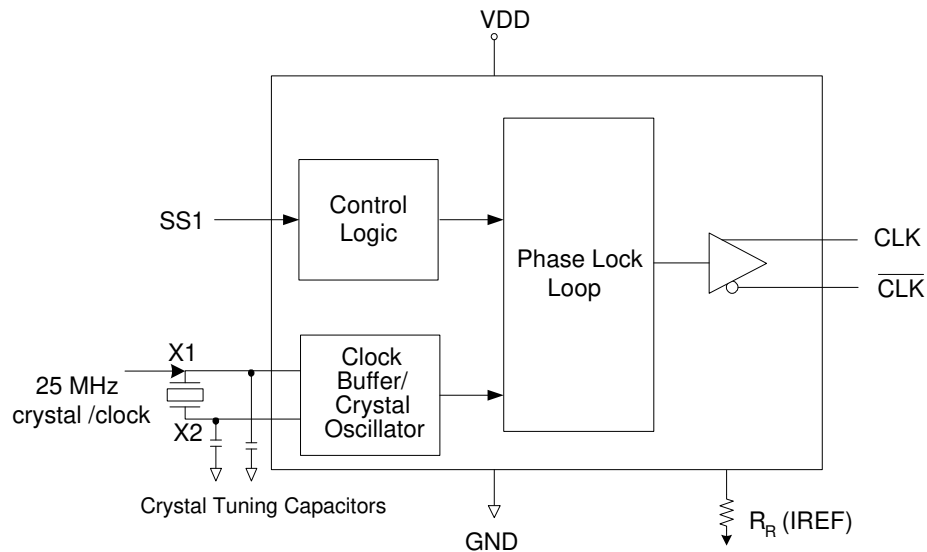 VDD
Control
Logic
SS1
Phase Lock
Loop
CLK
CLK
X1
25 MHz
crystal /clock
X2
Clock
Buffer/
Crystal
Oscillator
Crystal Tuning Capacitors
GND
RR (IREF)